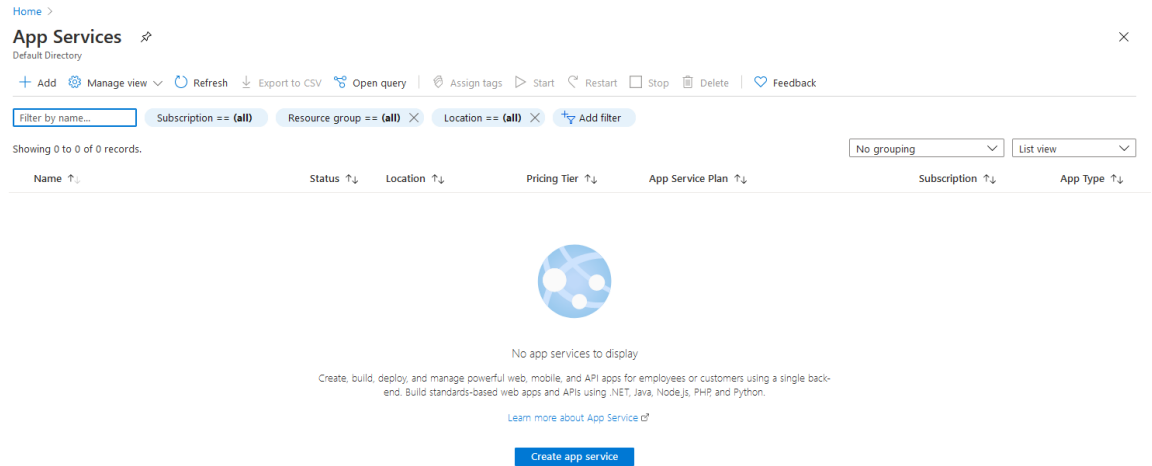 Home >
App Services
Default Directory
Add Manage view Refresh Export to CSV Open query Assign tags Start Restart Stop Delete Feedback
Filter by name... Subscription == (all) Resource group == (all) Location == (all) Add filter
Showing 0 to 0 of 0 records. No grouping List view
Name Status Location Pricing Tier App Service Plan Subscription App Type
No app services to display
Create, build, deploy, and manage powerful web, mobile, and API apps for employees or customers using a single back-
end. Build standards-based web apps and APIs using .NET, Java, Node.js, PHP, and Python.
Learn more about App Service
Create app service